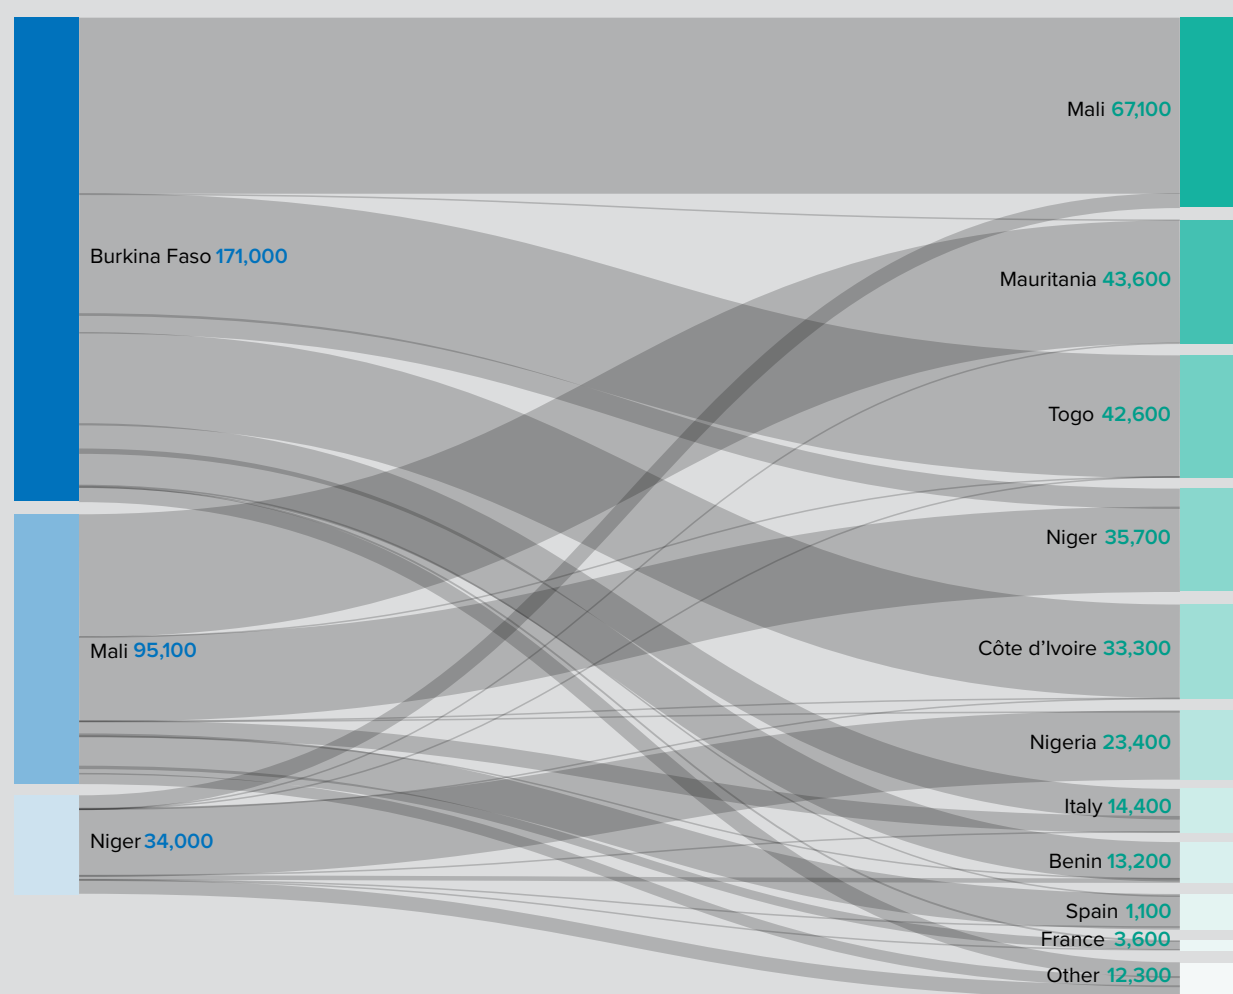 Burkina Faso 171,000
Mali 95,100
Niger 34,000
Mali 67,100
Mauritania 43,600
Togo 42,600
Niger 35,700
Côte d’Ivoire 33,300
Nigeria 23,400
Italy 14,400
Benin 13,200
Spain 1,100
France 3,600
Other 12,300